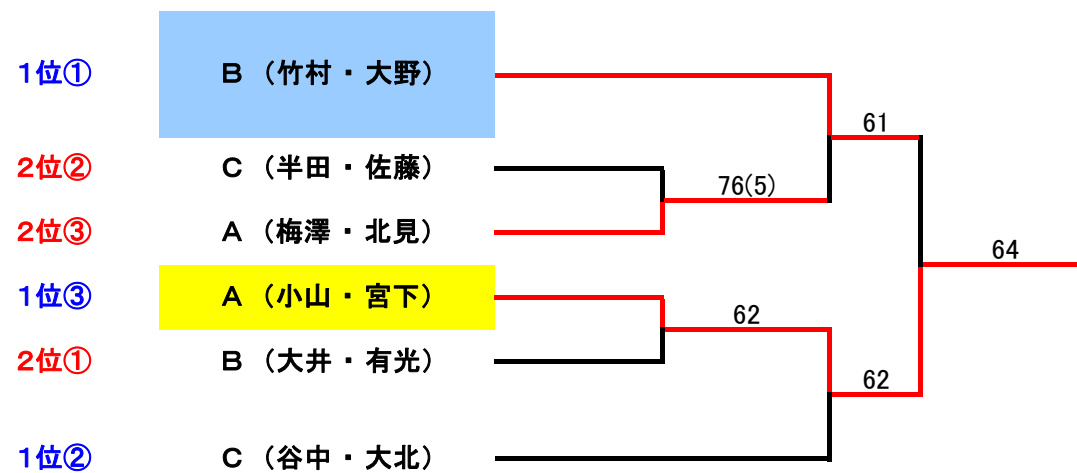 1位① B (竹村・大野)
61
2位② C (半田・佐藤)
76(5)
2位③ A (梅澤・北見)
64
1位③ A (小山・宮下)
62
2位① B (大井・有光)
62
1位② C (谷中・大北)